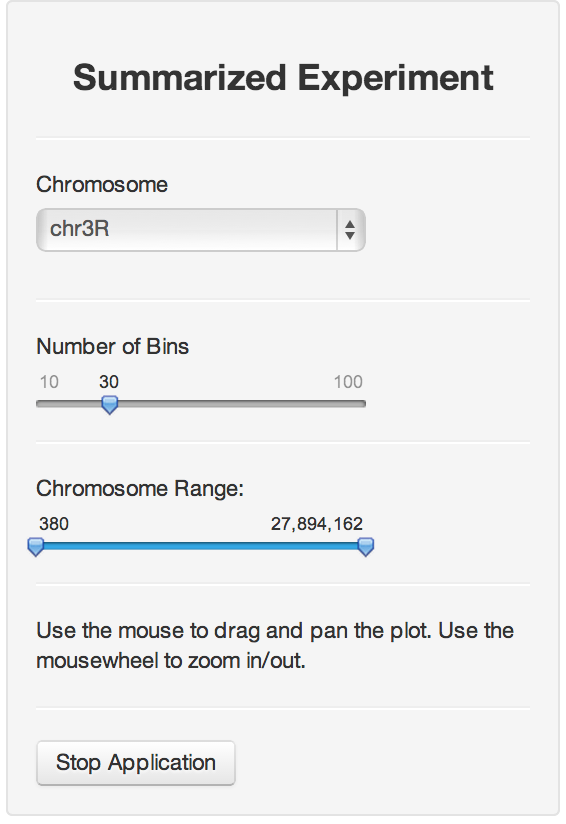 Summarized Experiment
Chromosome
chr3R
Number of Bins
10 30 100
Chromosome Range:
380 27,894,162
Use the mouse to drag and pan the plot. Use the
mousewheel to zoom in/out.
Stop Application